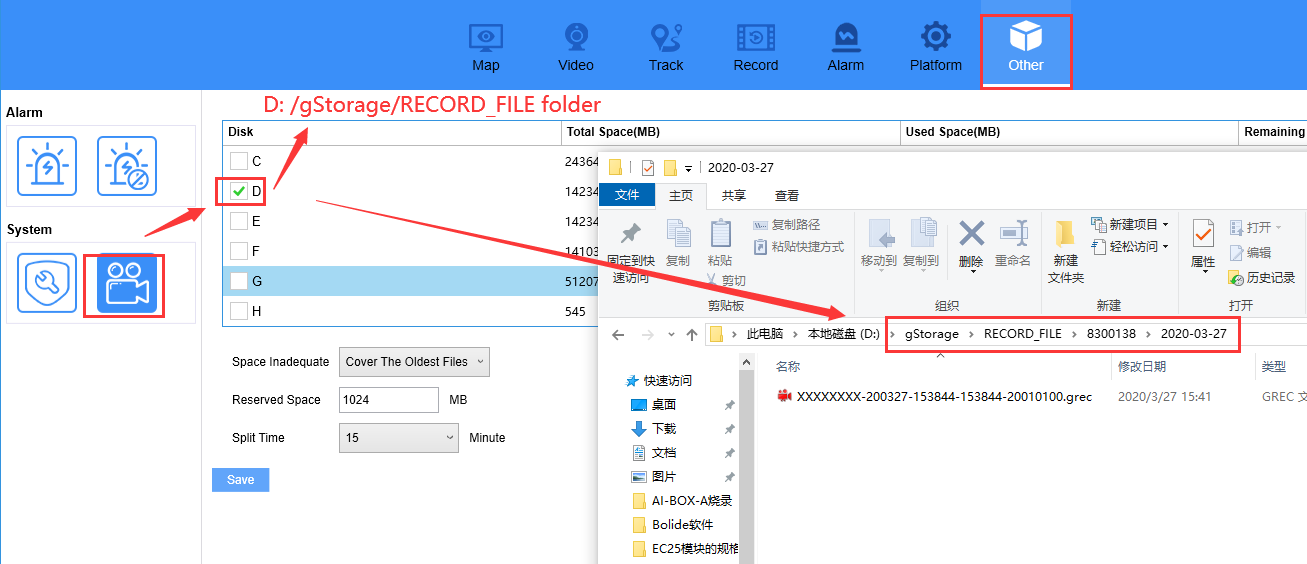 Map Video Track Record Alarm Platform Other
D: /gStorage/RECORD_FILE folder
Alarm
System
Disk Total Space(MB) Used Space(MB) Remaining
C 24364
D 14234
E 14234
F 14103
G 51207
H 545
Space Inadequate Cover The Oldest Files
Reserved Space 1024 MB
Split Time 15 Minute
Save
2020-03-27
文件 主页 共享 查看
固定到快速访问
复制
粘贴
复制路径
粘贴快捷方式
剪切
剪贴板
移动到 复制到 删除 重命名
组织
新建文件夹
新建项目
轻松访问
新建
属性
打开
编辑
历史记录
打开
此电脑 本地磁盘 (D:) gStorage RECORD_FILE 8300138 2020-03-27
名称 修改日期 类型
XXXXXXXX-200327-153844-153844-20010100.grec 2020/3/27 15:41 GREC 文
快速访问
桌面
下载
文档
图片
AI-BOX-A烧录
Bolide软件
EC25模块的规格